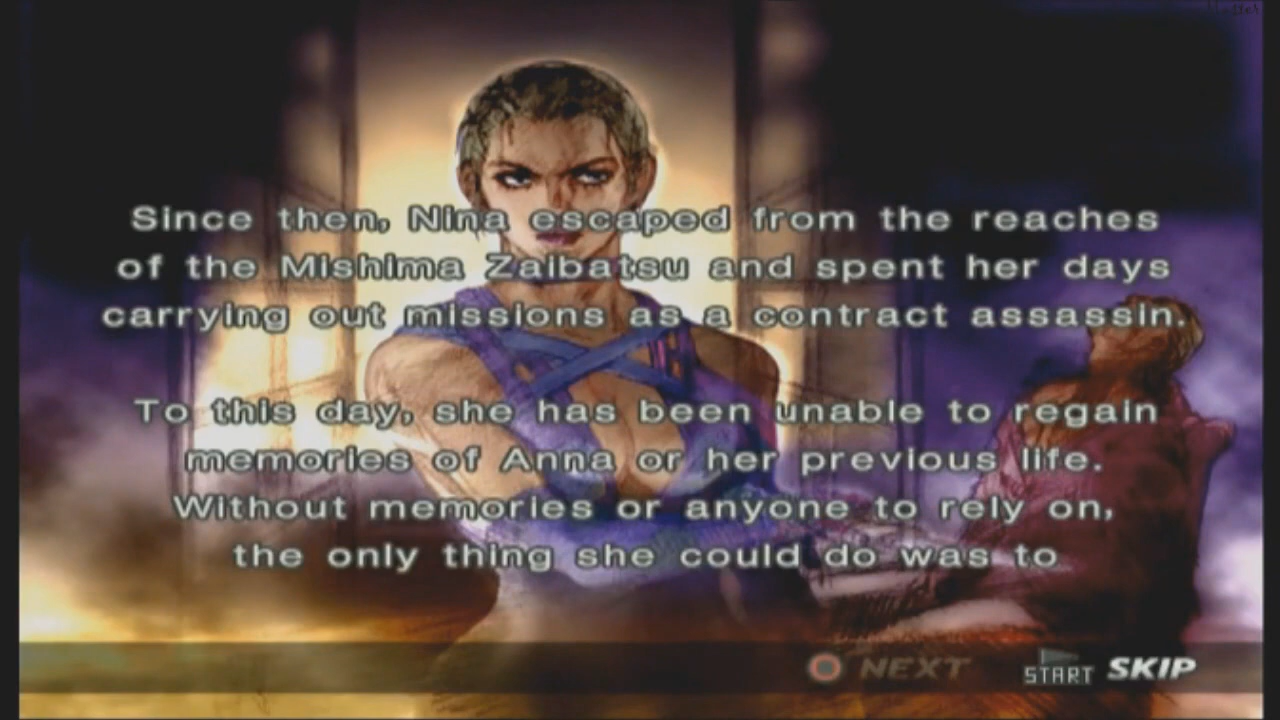 Since then, Nina escaped from the reaches
of the Mishima Zaibatsu and spent her days
carrying out missions as a contract assassin.
To this day, she has been unable to regain
memories of Anna or her previous life.
Without memories or anyone to rely on,
the only thing she could do was to
NEXT START SKIP